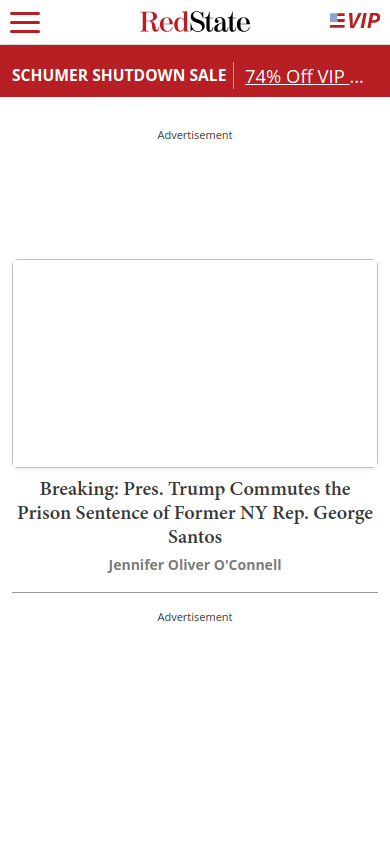 RedState
VIP
SCHUMER SHUTDOWN SALE
74% Off VIP ...
Advertisement
Breaking: Pres. Trump Commutes the
Prison Sentence of Former NY Rep. George
Santos
Jennifer Oliver O'Connell
Advertisement